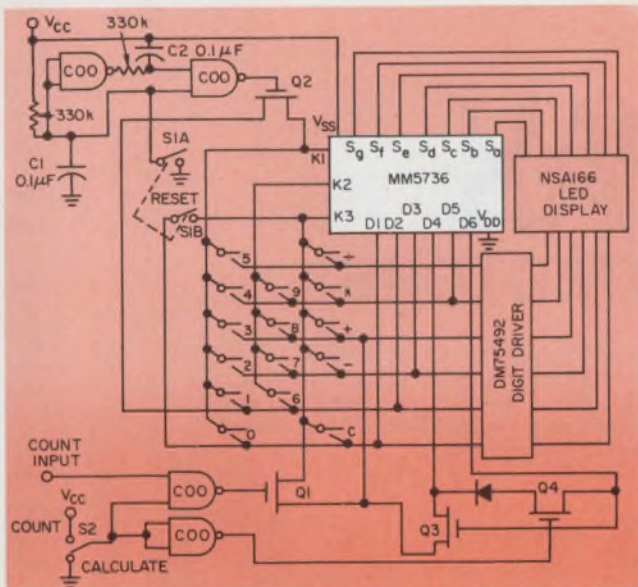 VCC
330k
C2 0.1μF
COO
COO
Q2
330k
VSS
Sg Sf Se Sd Sc Sb Sa
S1A
C1
0.1μF
K1
MM5736
NSA166
LED
DISPLAY
K2
RESET
K3
D3 D5 VDD
D1 D2 D4 D6
S1B
5 ÷
4 9 *
3 8 +
2 7 -
1 6
0 C
DM75492
DIGIT DRIVER
COUNT
INPUT
COO
Q1
VCC
COUNT
S2
COO
CALCULATE
Q3
Q4